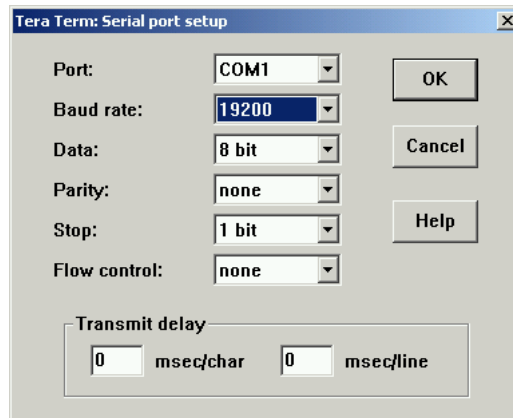 Tera Term: Serial port setup
Port: COM1
OK
Baud rate: 19200
Data: 8 bit
Cancel
Parity: none
Stop: 1 bit
Help
Flow control: none
Transmit delay
0 msec/char 0 msec/line